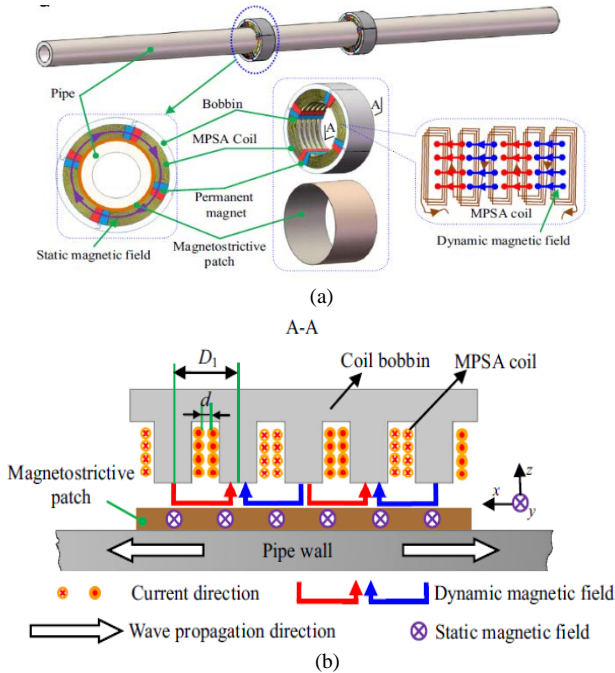 Pipe
Bobbin
MPSA Coil
Permanent
magnet
Magnetostrictive
patch
Static magnetic field
A
A
MPSA coil
Dynamic magnetic field
(a)
A-A
D1
d
Coil bobbin
MPSA coil
Magnetostrictive
patch
z
x
y
Pipe wall
Current direction
Dynamic magnetic field
Wave propagation direction
Static magnetic field
(b)